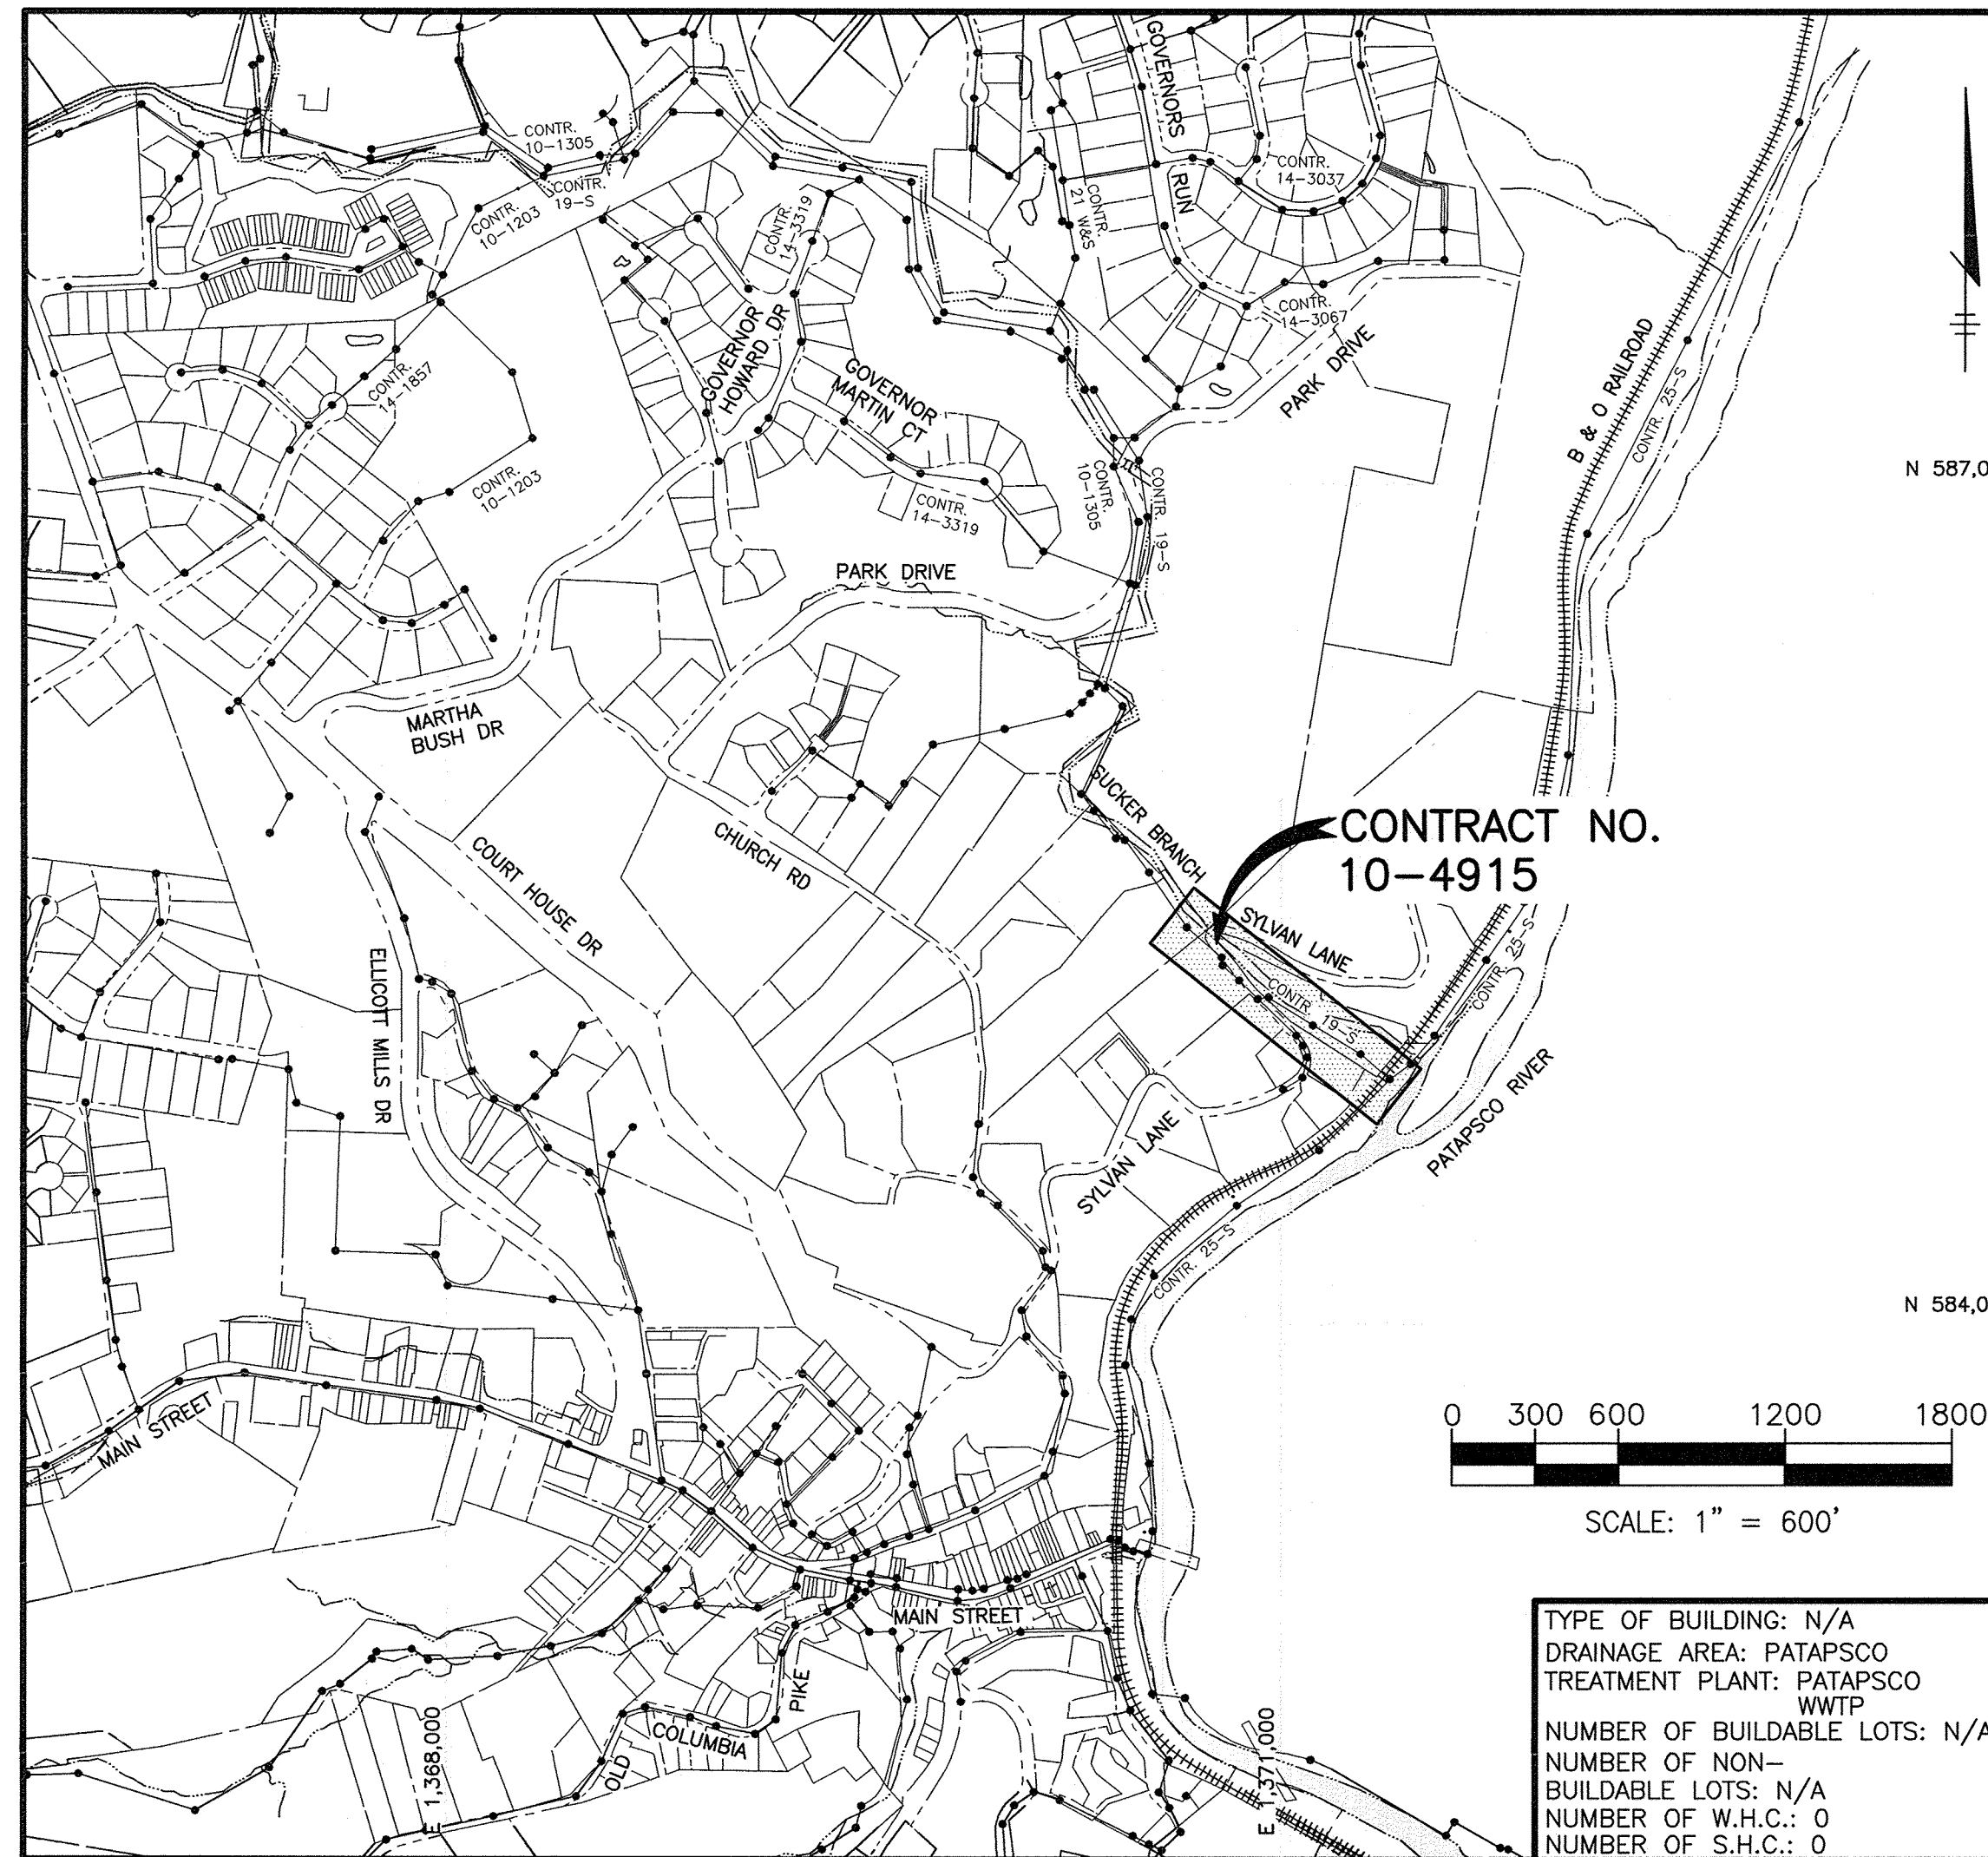 GOVERNORS
RUN
CONTR.
10-1305
CONTR.
19-S
CONTR.
10-1203
CONTR.
14-3319
CONTR.
21 W&S
CONTR.
14-3037
CONTR.
14-3067
PARK DRIVE
GOVERNOR
HOWARD DR
GOVERNOR
MARTIN CT
CONTR.
14-1857
CONTR.
10-1203
CONTR.
14-3319
CONTR.
10-1305
CONTR. 19-S
B & O RAILROAD
CONTR. 25-S
N 587,0
PARK DRIVE
MARTHA
BUSH DR
SUCKER BRANCH
CONTRACT NO.
10-4915
COURT HOUSE DR
CHURCH RD
SYLVAN LANE
CONTR. 19-S
CONTR. 25-S
ELLICOTT MILLS DR
PATAPSCO RIVER
SYLVAN LANE
CONTR. 25-S
N 584,0
MAIN STREET
0 300 600 1200 1800
SCALE: 1" = 600'
MAIN STREET
OLD
COLUMBIA
PIKE
E 1,368,000
E 1,371,000
TYPE OF BUILDING: N/A
DRAINAGE AREA: PATAPSCO
TREATMENT PLANT: PATAPSCO
WWTP
NUMBER OF BUILDABLE LOTS: N/A
NUMBER OF NON-
BUILDABLE LOTS: N/A
NUMBER OF W.H.C.: 0
NUMBER OF S.H.C.: 0